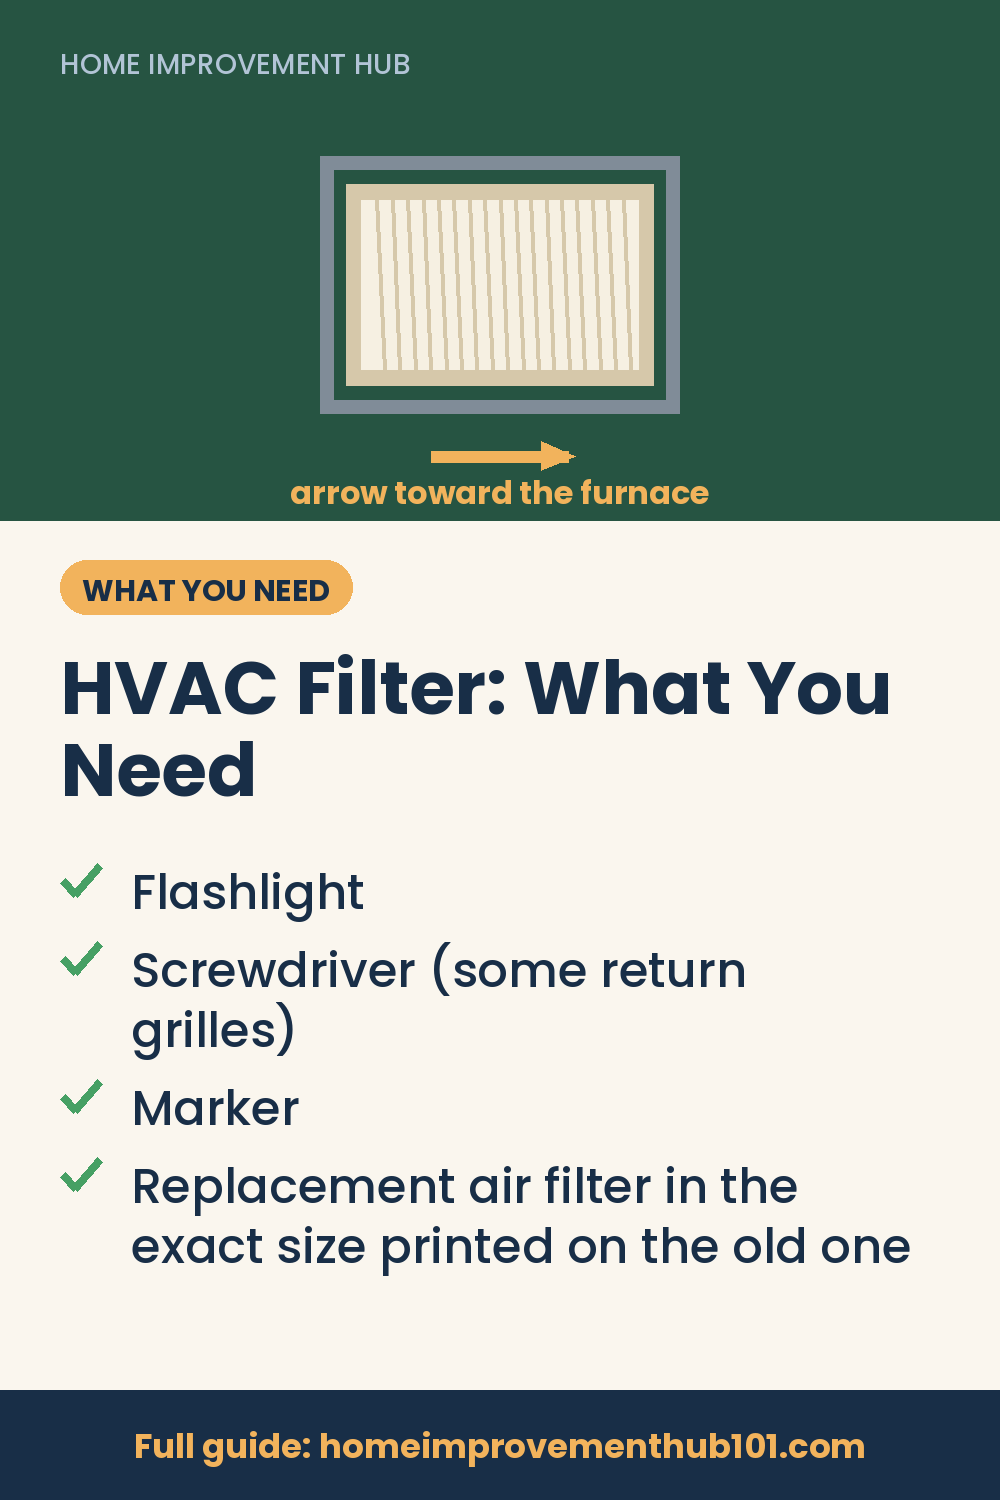 HOME IMPROVEMENT HUB
arrow toward the furnace
WHAT YOU NEED
HVAC Filter: What You
Need
Flashlight
Screwdriver (some return
grilles)
Marker
Replacement air filter in the
exact size printed on the old one
Full guide: homeimprovementhub101.com